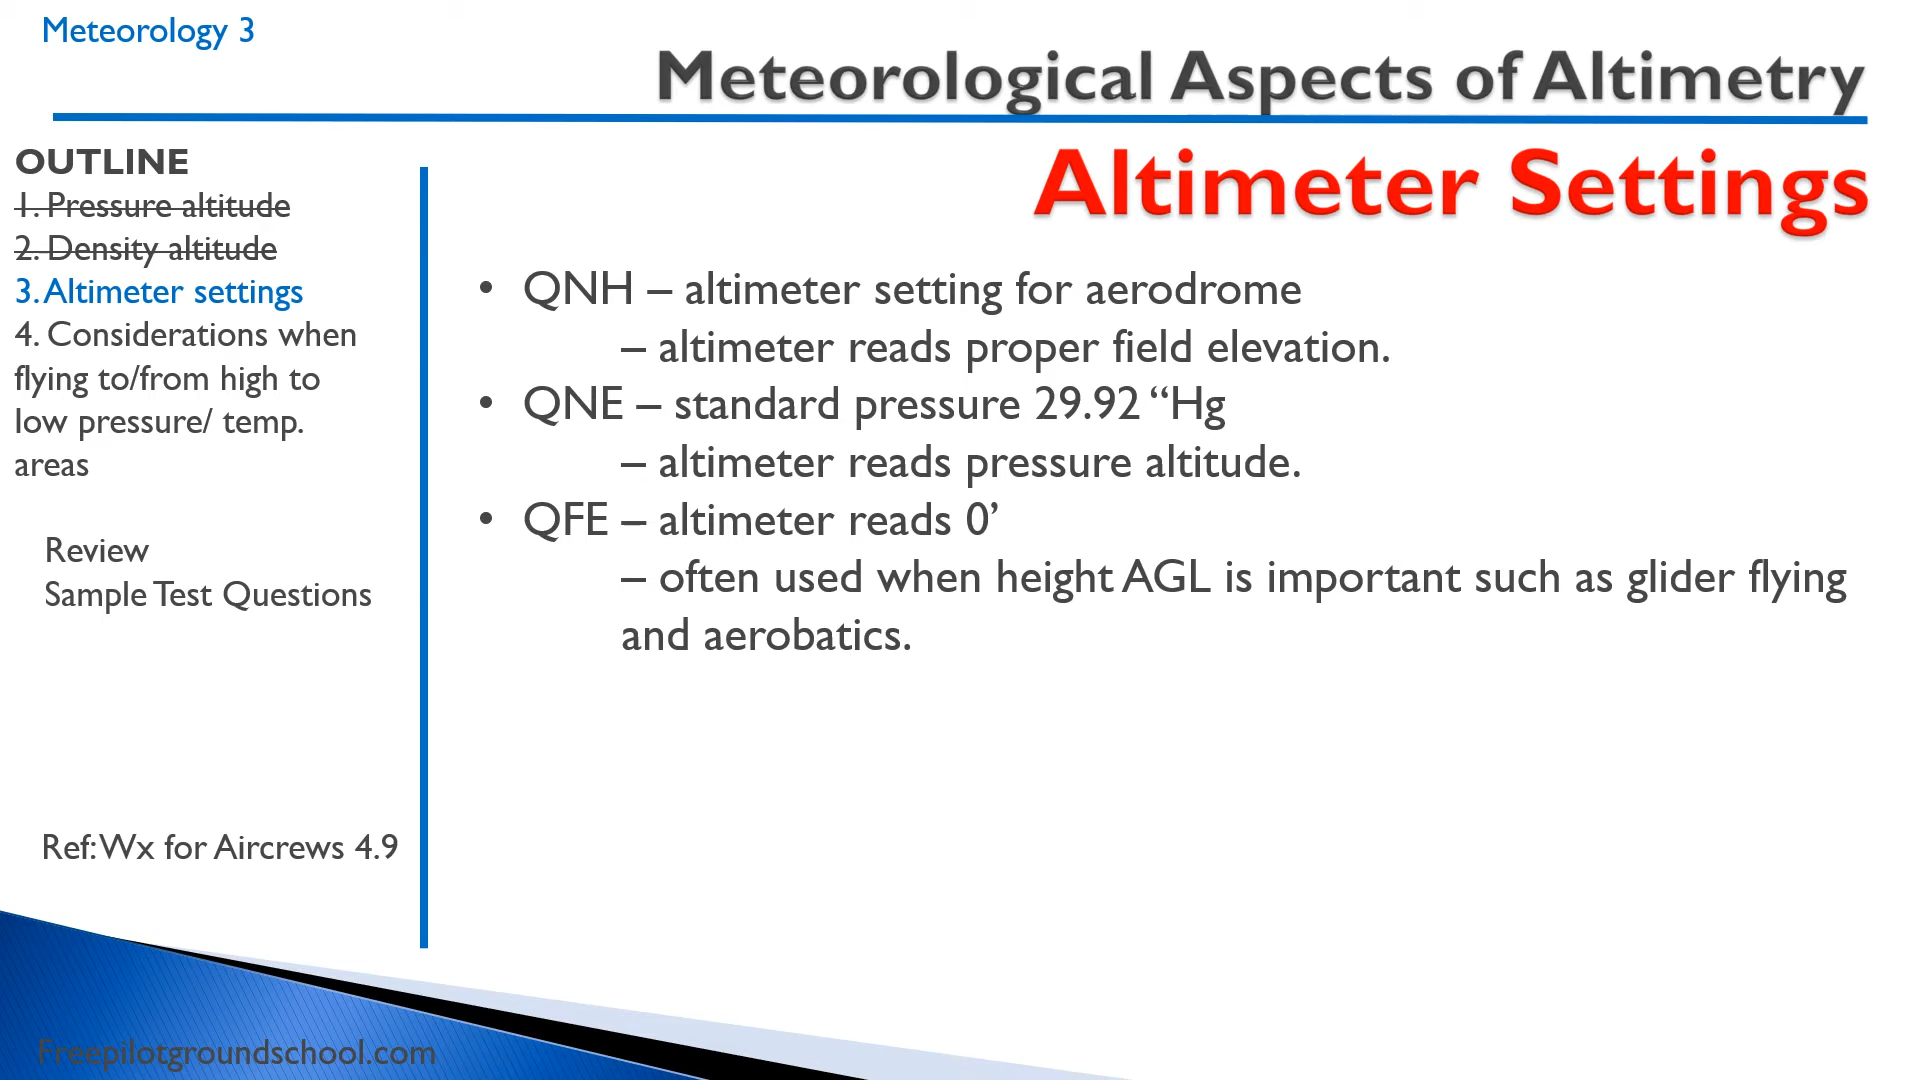 Meteorology 3
Meteorological Aspects of Altimetry
OUTLINE
1. Pressure altitude
2. Density altitude
3. Altimeter settings
4. Considerations when
flying to/from high to
low pressure/ temp.
areas
Review
Sample Test Questions
Ref: Wx for Aircrews 4.9
Altimeter Settings
• QNH – altimeter setting for aerodrome
– altimeter reads proper field elevation.
• QNE – standard pressure 29.92 “Hg
– altimeter reads pressure altitude.
• QFE – altimeter reads 0’
– often used when height AGL is important such as glider flying
and aerobatics.
Freepilotgroundschool.com